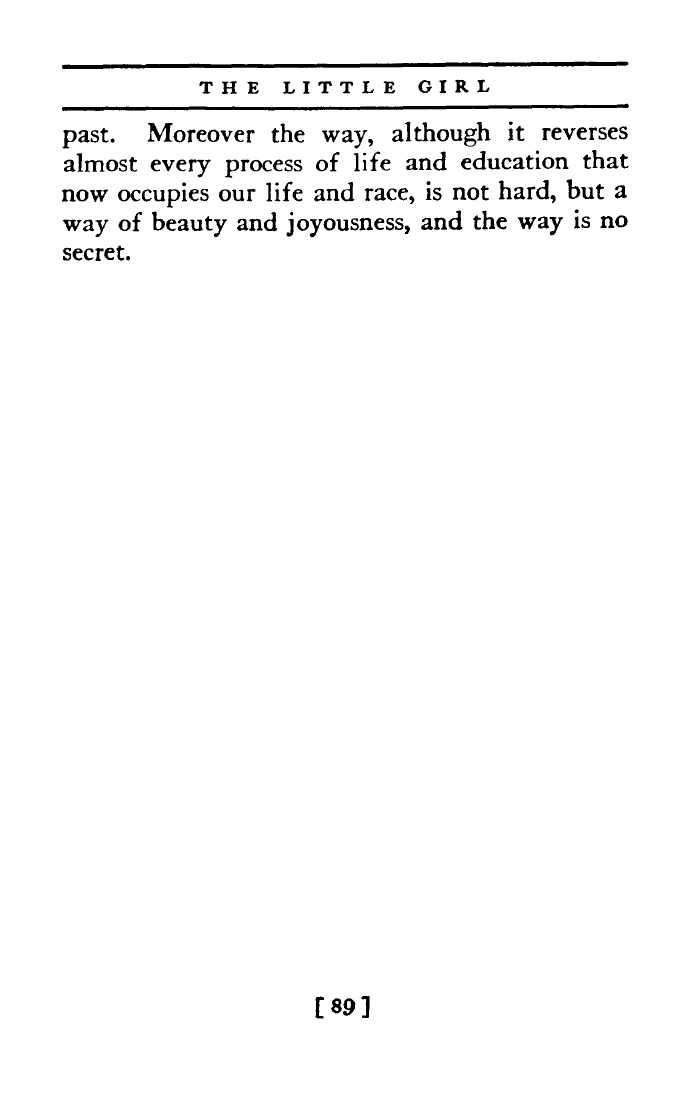 THE LITTLE GIRL
past. Moreover the way, although it reverses
almost every process of life and education that
now occupies our life and race, is not hard, but a
way of beauty and joyousness, and the way is no
secret.
[ 89 ]